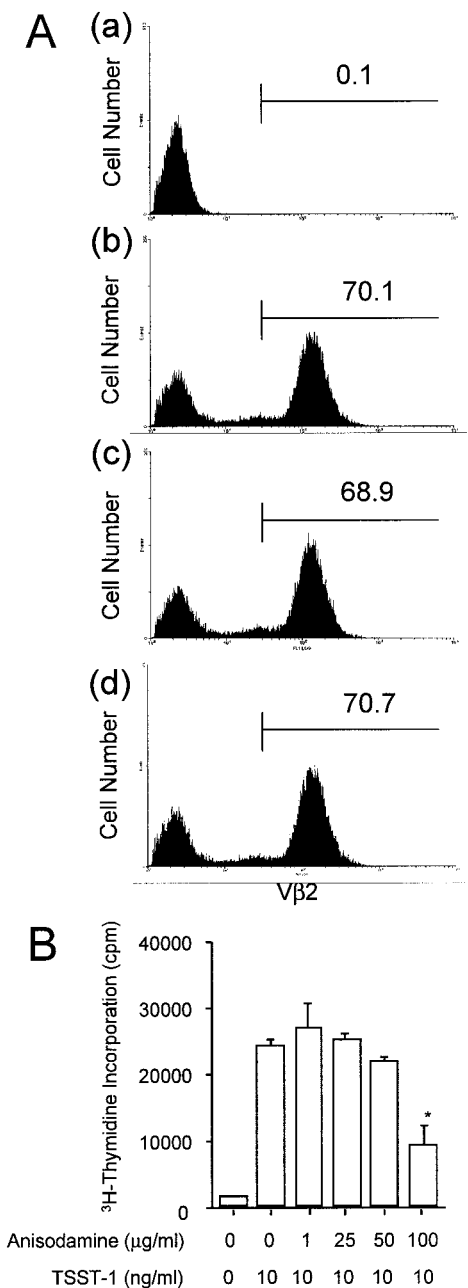 A
(a)
Cell Number
0.1
(b)
Cell Number
70.1
(c)
Cell Number
68.9
(d)
Cell Number
70.7
Vβ2
B
³H-Thymidine Incorporation (cpm)
40000
30000
20000
10000
0
*
Anisodamine (μg/ml) 0 0 1 25 50 100
TSST-1 (ng/ml) 0 10 10 10 10 10